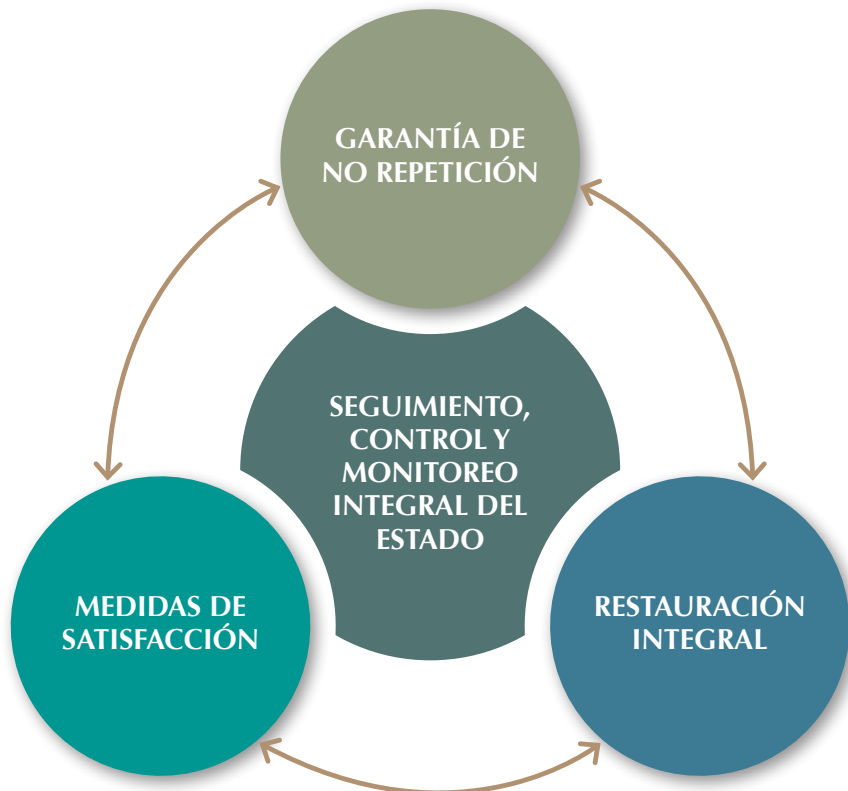 GARANTÍA DE
NO REPETICIÓN
SEGUIMIENTO,
CONTROL Y
MONITOREO
INTEGRAL DEL
ESTADO
MEDIDAS DE
SATISFACCIÓN
RESTAURACIÓN
INTEGRAL